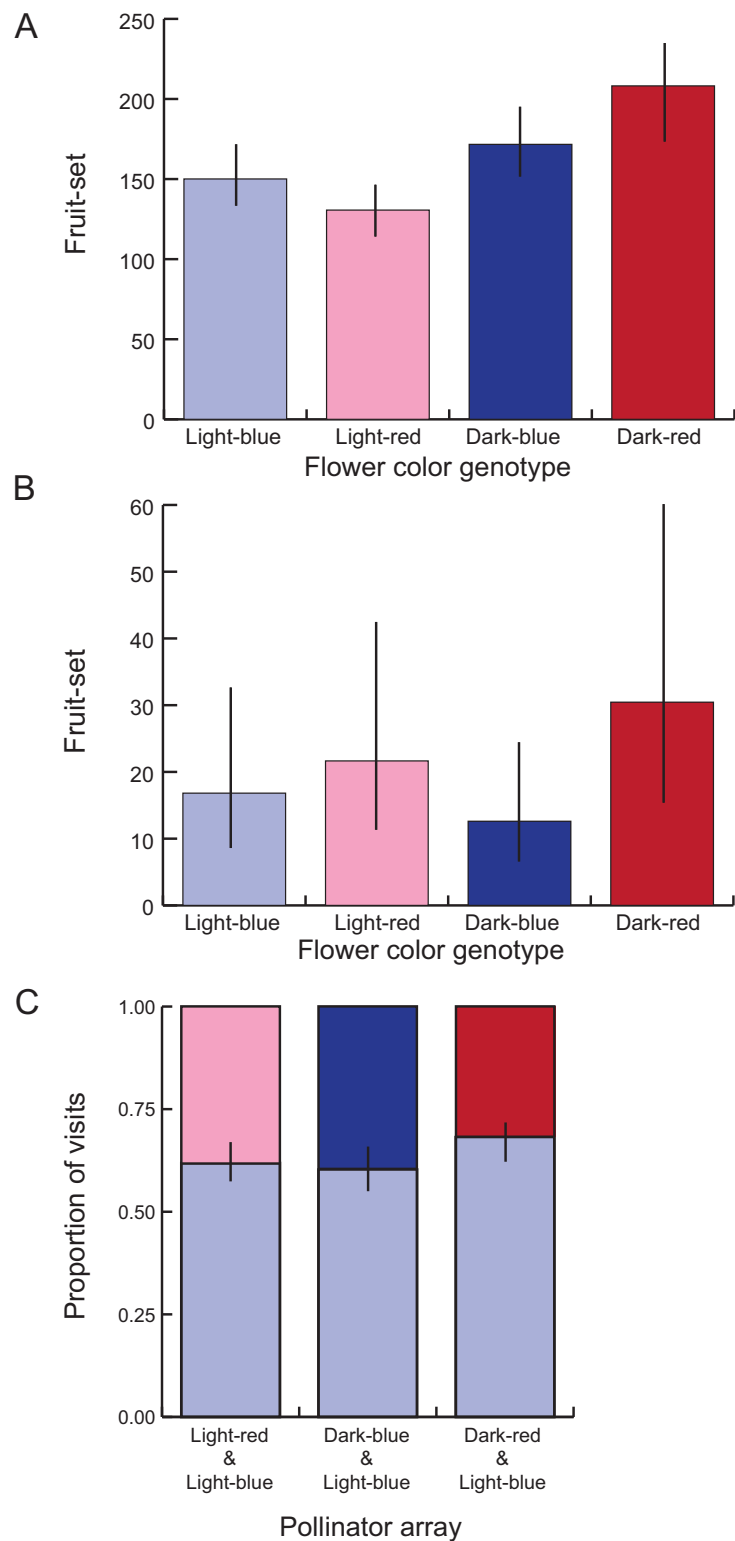 A
250
200
150
100
50
0
Fruit-set
Light-blue Light-red Dark-blue Dark-red
Flower color genotype
B
60
50
40
30
20
10
0
Fruit-set
Light-blue Light-red Dark-blue Dark-red
Flower color genotype
C
1.00
0.75
0.50
0.25
0.00
Proportion of visits
Light-red Dark-blue Dark-red
& & &
Light-blue Light-blue Light-blue
Pollinator array